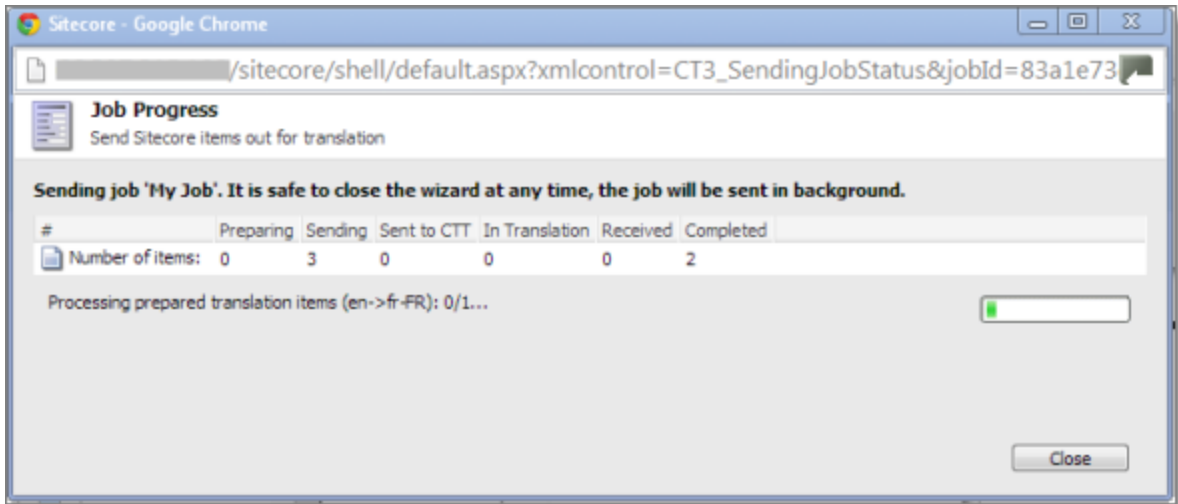 Sitecore - Google Chrome
/sitecore/shell/default.aspx?xmlcontrol=CT3_SendingJobStatus&jobId=83a1e73
Job Progress
Send Sitecore items out for translation
Sending job 'My Job'. It is safe to close the wizard at any time, the job will be sent in background.
# Preparing Sending Sent to CTT In Translation Received Completed
Number of items: 0 3 0 0 0 2
Processing prepared translation items (en->fr-FR): 0/1...
Close